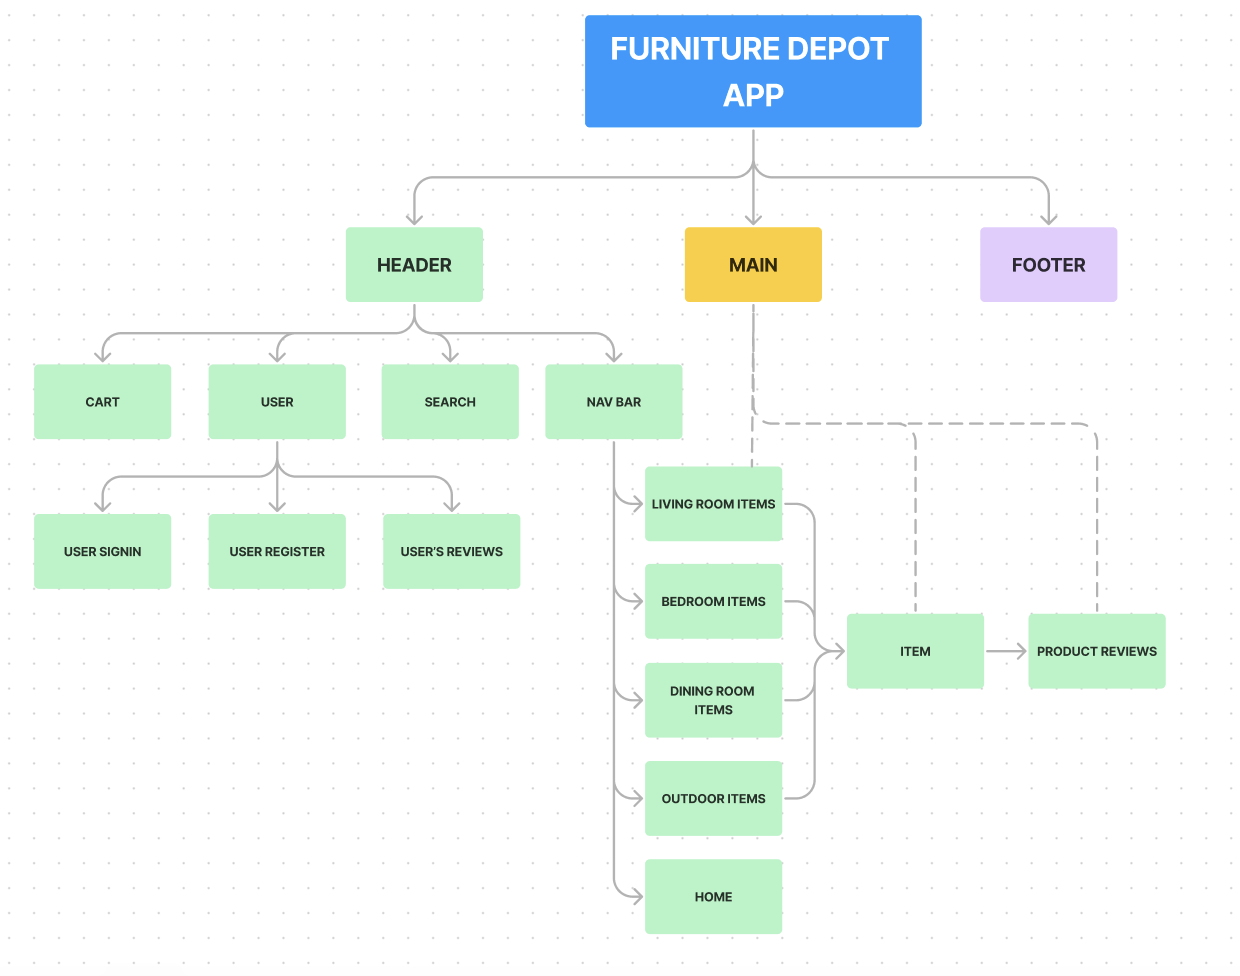 FURNITURE DEPOT
APP
HEADER
MAIN
FOOTER
CART
USER
SEARCH
NAV BAR
USER SIGNIN
USER REGISTER
USER'S REVIEWS
LIVING ROOM ITEMS
BEDROOM ITEMS
DINING ROOM
ITEMS
OUTDOOR ITEMS
HOME
ITEM
PRODUCT REVIEWS